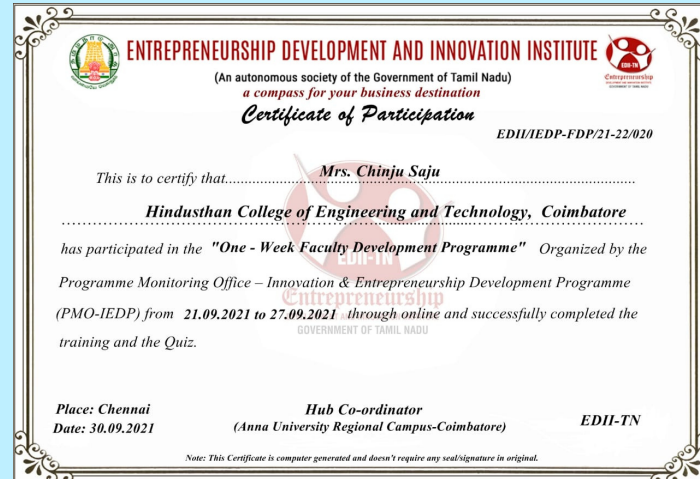 ENTREPRENEURSHIP DEVELOPMENT AND INNOVATION INSTITUTE
(An autonomous society of the Government of Tamil Nadu)
a compass for your business destination
Certificate of Participation
EDII/IEDP-FDP/21-22/020
This is to certify that.......Mrs. Chinju Saju.......
Hindusthan College of Engineering and Technology, Coimbatore
has participated in the "One - Week Faculty Development Programme" Organized by the
Programme Monitoring Office – Innovation & Entrepreneurship Development Programme
(PMO-IEDP) from 21.09.2021 to 27.09.2021 through online and successfully completed the
training and the Quiz.
EDII-TN
Entrepreneurship
GOVERNMENT OF TAMIL NADU
Place: Chennai
Date: 30.09.2021
Hub Co-ordinator
(Anna University Regional Campus-Coimbatore)
EDII-TN
Note: This Certificate is computer generated and doesn't require any seal/signature in original.
EDII-TN
Entrepreneurship